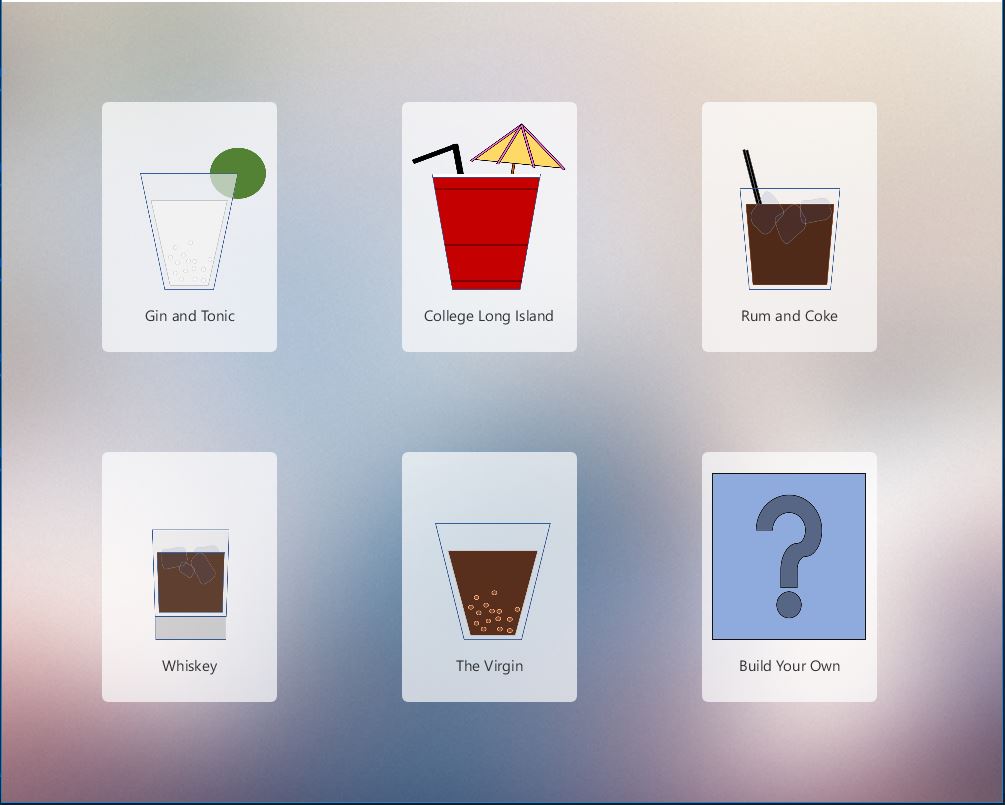 Gin and Tonic
College Long Island
Rum and Coke
Whiskey
The Virgin
?
Build Your Own